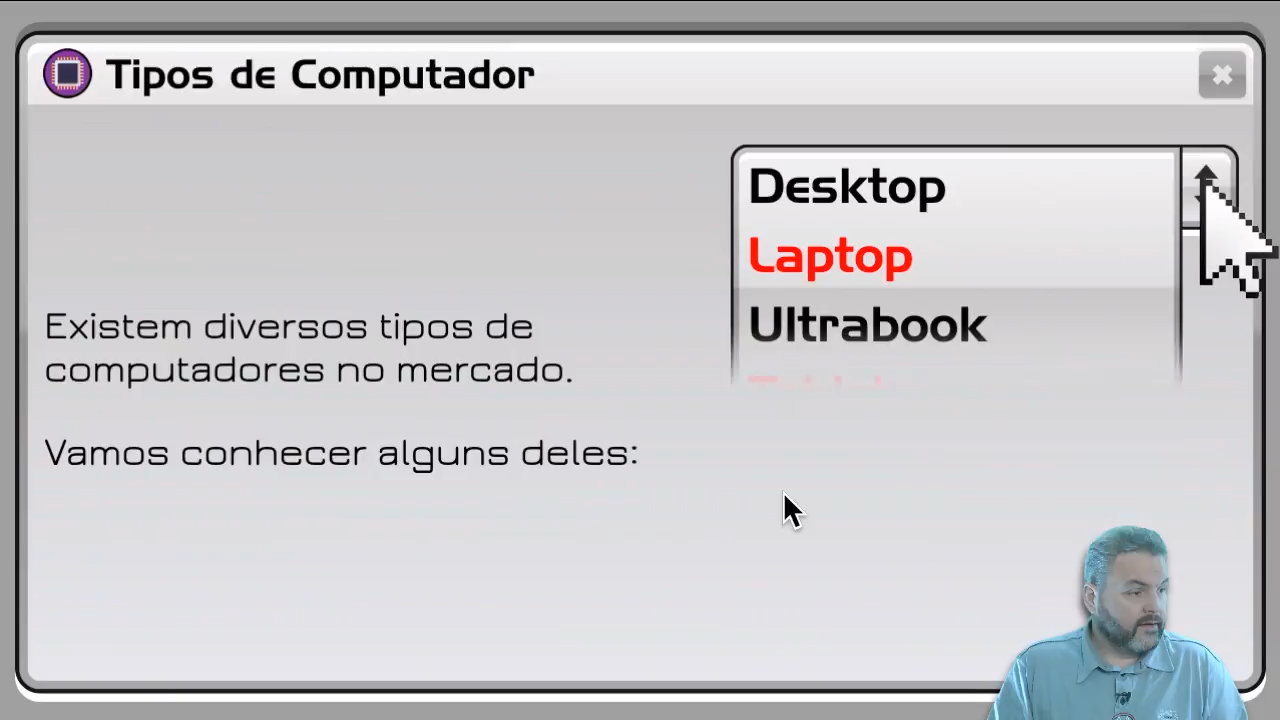 Tipos de Computador
Desktop
Laptop
Ultrabook
Existem diversos tipos de
computadores no mercado.
Vamos conhecer alguns deles: